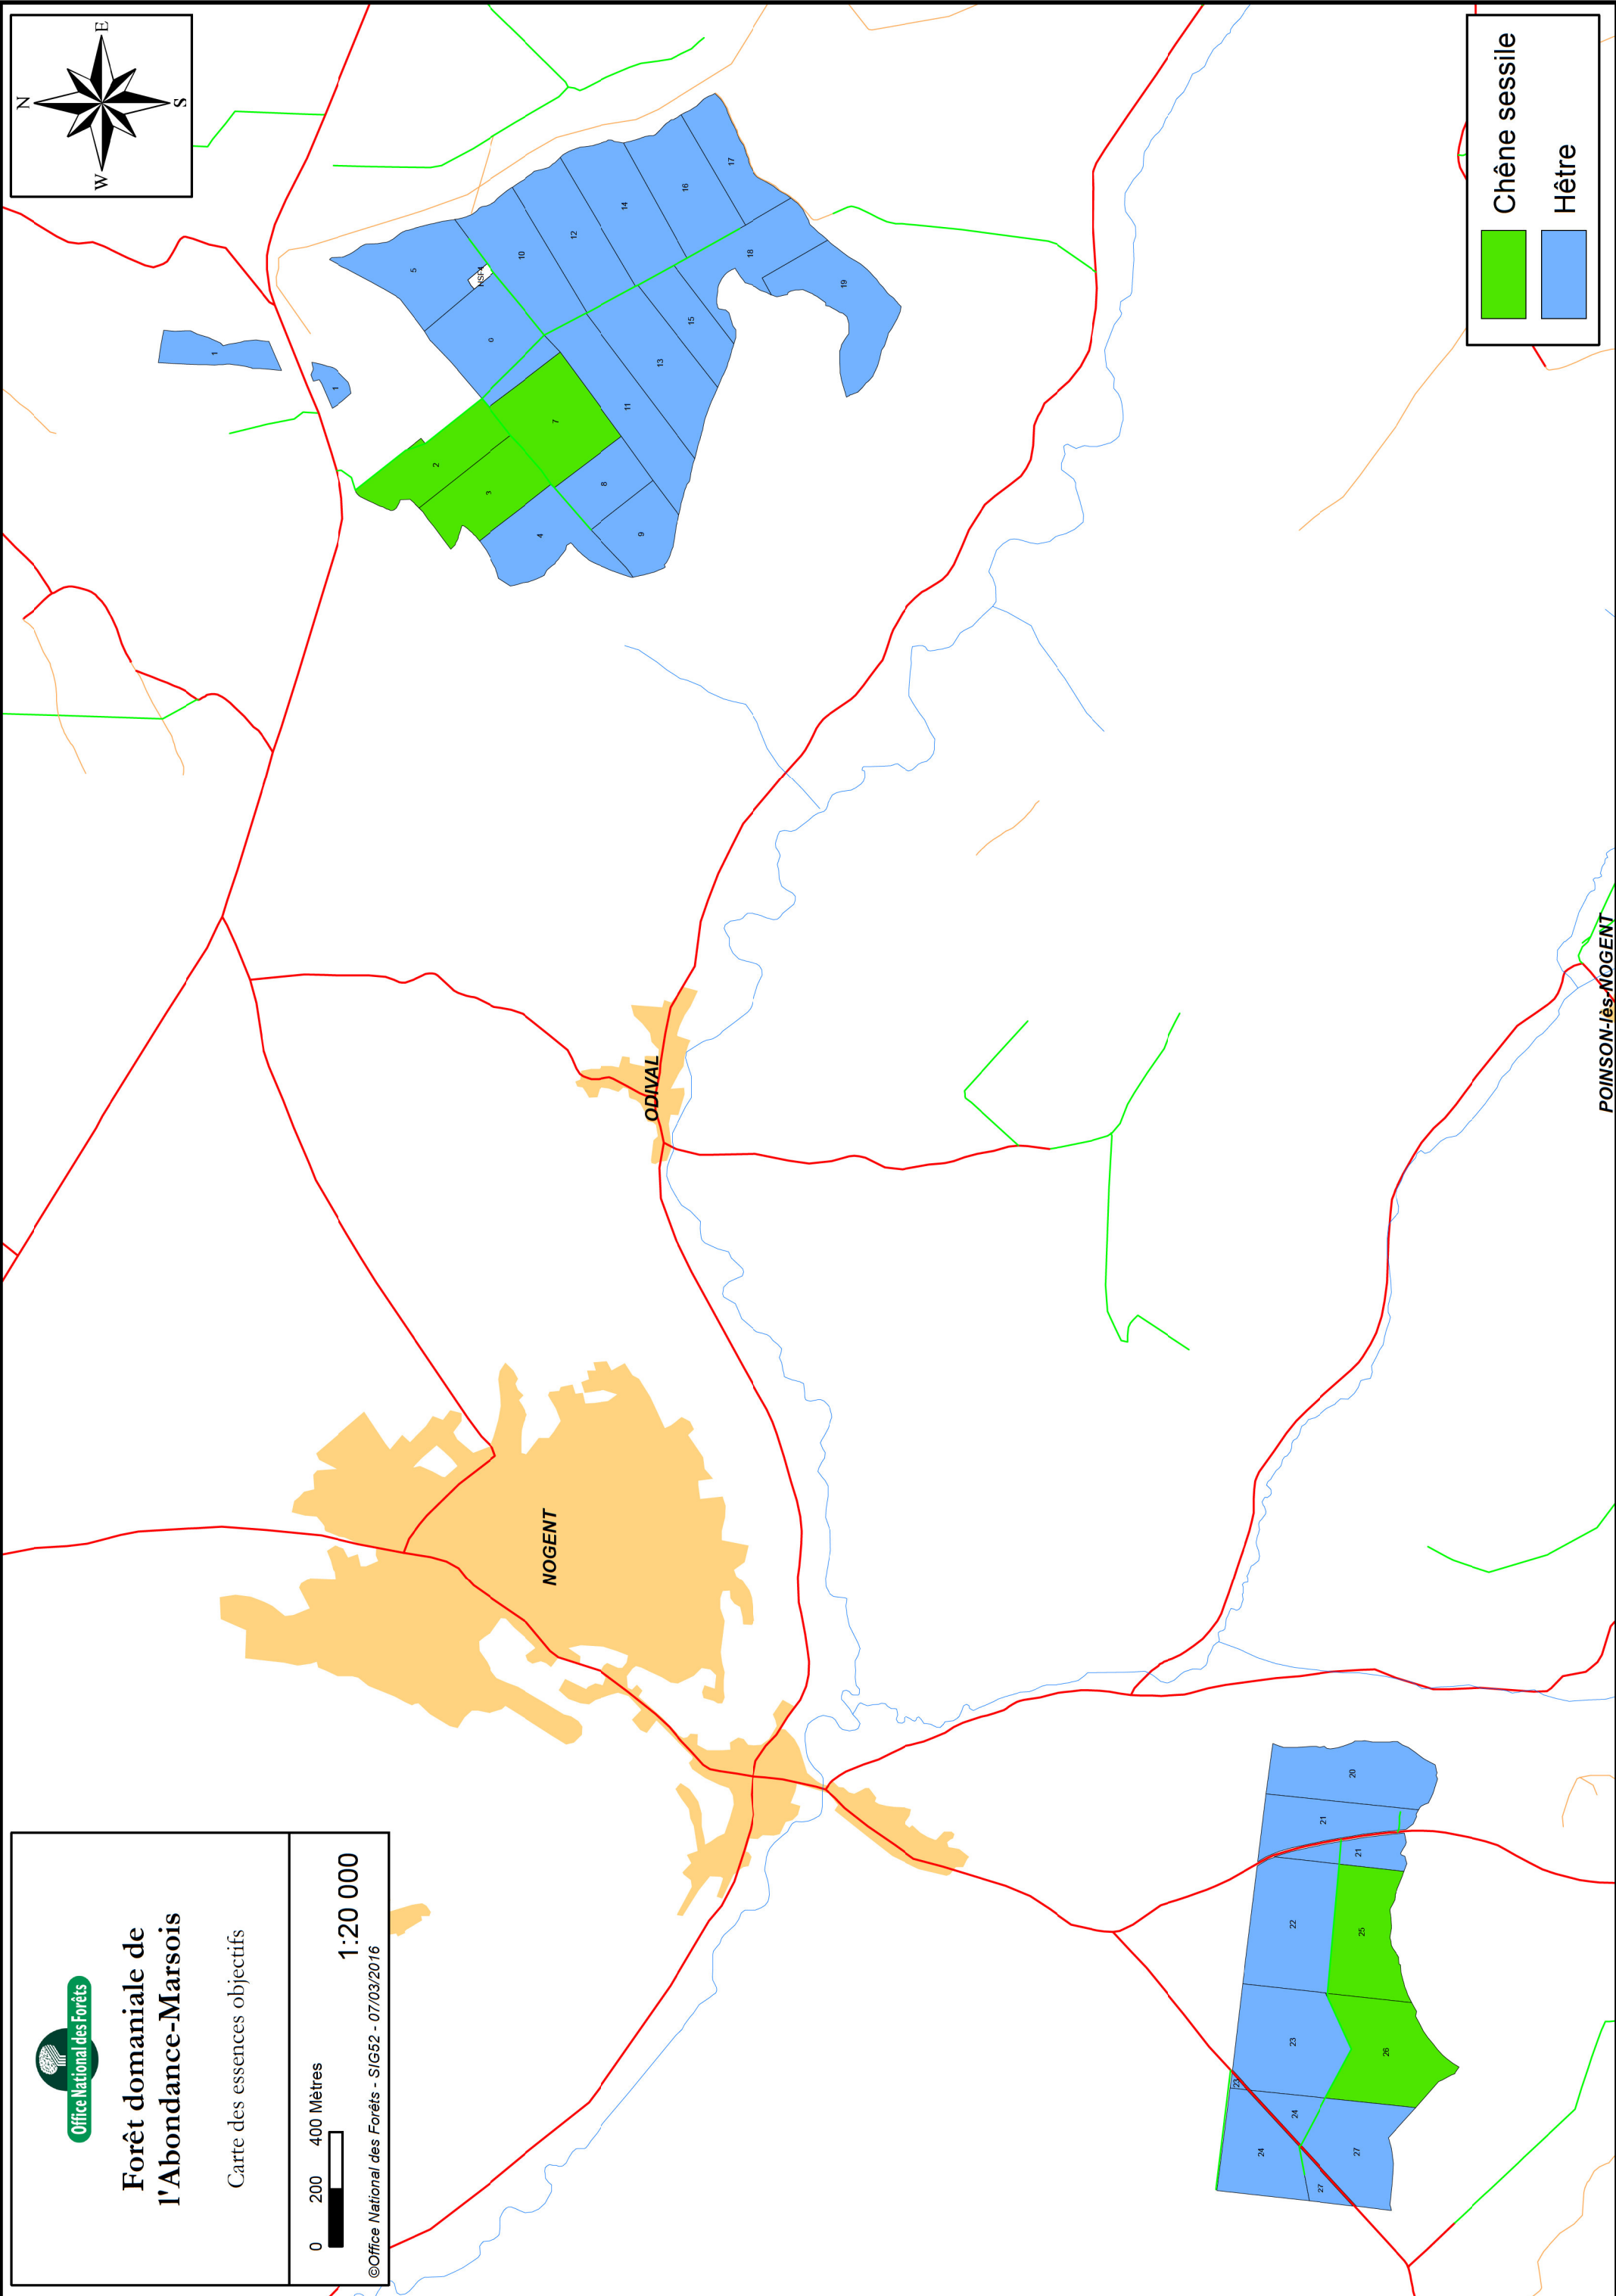 Office National des Forêts
Forêt domaniale de
l'Abondance-Marsois
Carte des essences objectifs
0 200 400 Mètres
1:20 000
©Office National des Forêts - SIG52 - 07/03/2016
N
W E
S
Chêne sessile
Hêtre
NOGENT
ODIVAL
POINSON-lès-NOGENT
1
1
2
3
4
5
HSF4
0
7
8
9
10
11
12
13
14
15
16
17
18
19
20
21
21
22
23
23
24
24
25
26
27
27